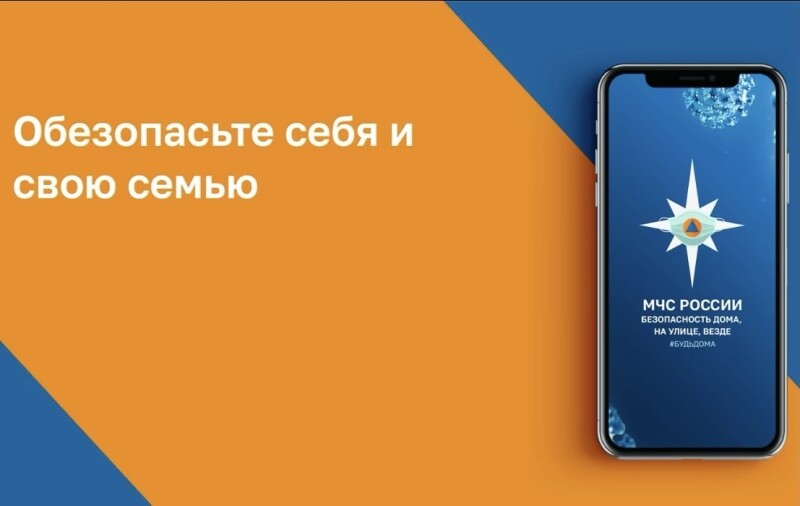 Обезопасьте себя и
свою семью
МЧС РОССИИ
БЕЗОПАСНОСТЬ ДОМА,
НА УЛИЦЕ, ВЕЗДЕ
#БУДЬДОМА